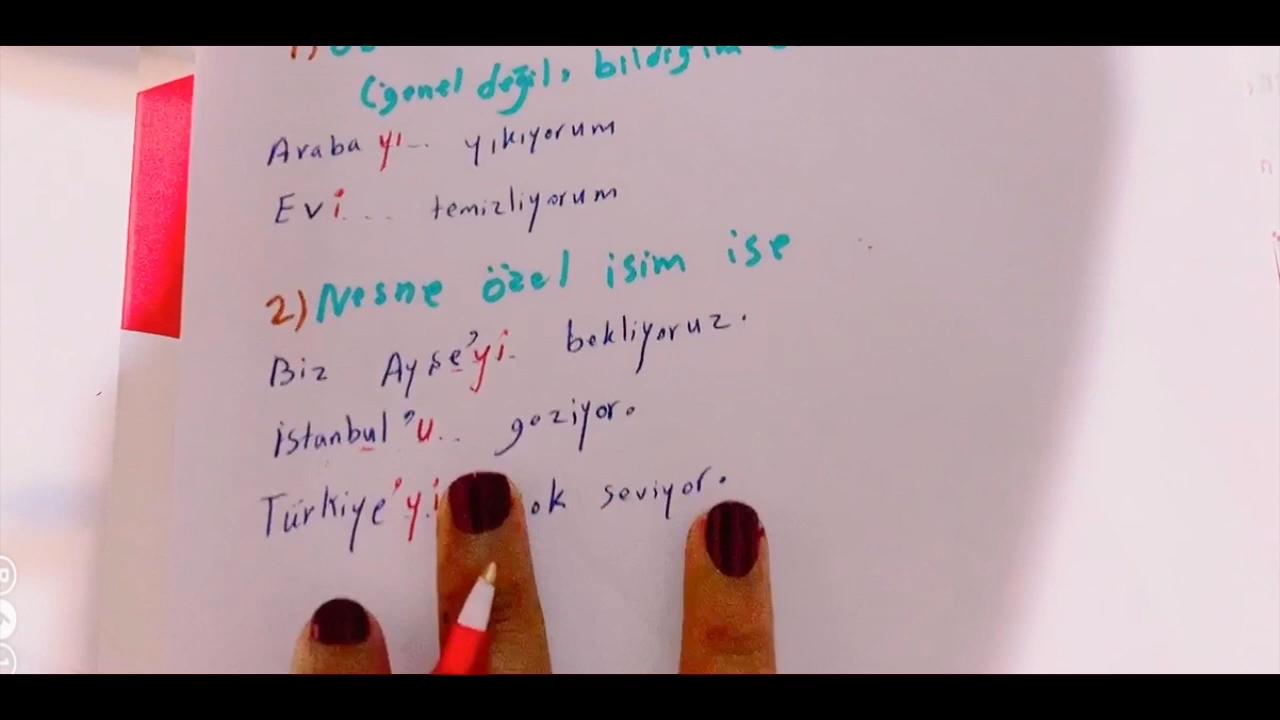 1)
(genel değil, bildiğim
Araba yı... yıkıyorum
Evi.... temizliyorum
2) Nesne özel isim ise
Biz Ayşe'yi.. bekliyoruz.
İstanbul'u... geziyor.
Türkiye'yi ok seviyor.